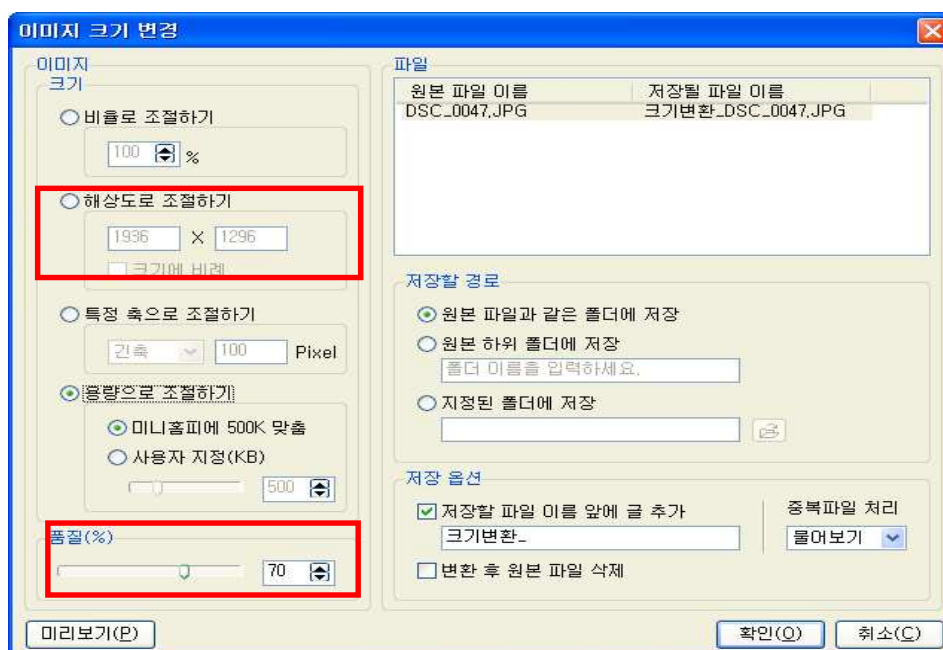 이미지 크기 변경
이미지
크기
비율로 조절하기
100 %
해상도로 조절하기
1936 X 1296
크기에 비례
특정 축으로 조절하기
긴축 100 Pixel
용량으로 조절하기
미니홈피에 500K 맞춤
사용자 지정(KB)
500
품질(%)
70
미리보기(P)
파일
원본 파일 이름 저장될 파일 이름
DSC_0047.JPG 크기변환_DSC_0047.JPG
저장할 경로
원본 파일과 같은 폴더에 저장
원본 하위 폴더에 저장
폴더 이름을 입력하세요.
지정된 폴더에 저장
저장 옵션
저장할 파일 이름 앞에 글 추가
크기변환_
변환 후 원본 파일 삭제
중복파일 처리
물어보기
확인(O) 취소(C)